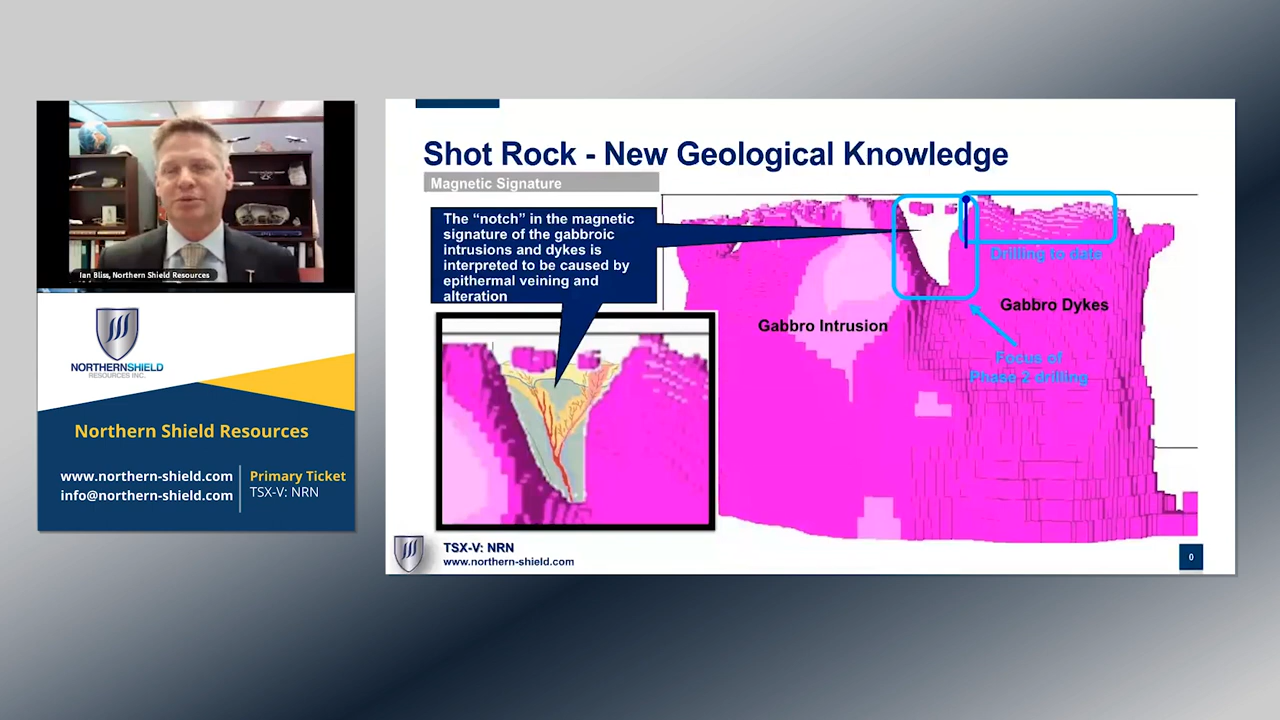 Ian Bliss, Northern Shield Resources
NORTHERNSHIELD
RESOURCES INC.
Northern Shield Resources
www.northern-shield.com
info@northern-shield.com
Primary Ticket
TSX-V: NRN
Shot Rock - New Geological Knowledge
Magnetic Signature
The “notch” in the magnetic
signature of the gabbroic
intrusions and dykes is
interpreted to be caused by
epithermal veining and
alteration
Drilling to date
Gabbro Dykes
Gabbro Intrusion
Focus of
Phase 2 drilling
TSX-V: NRN
www.northern-shield.com
0